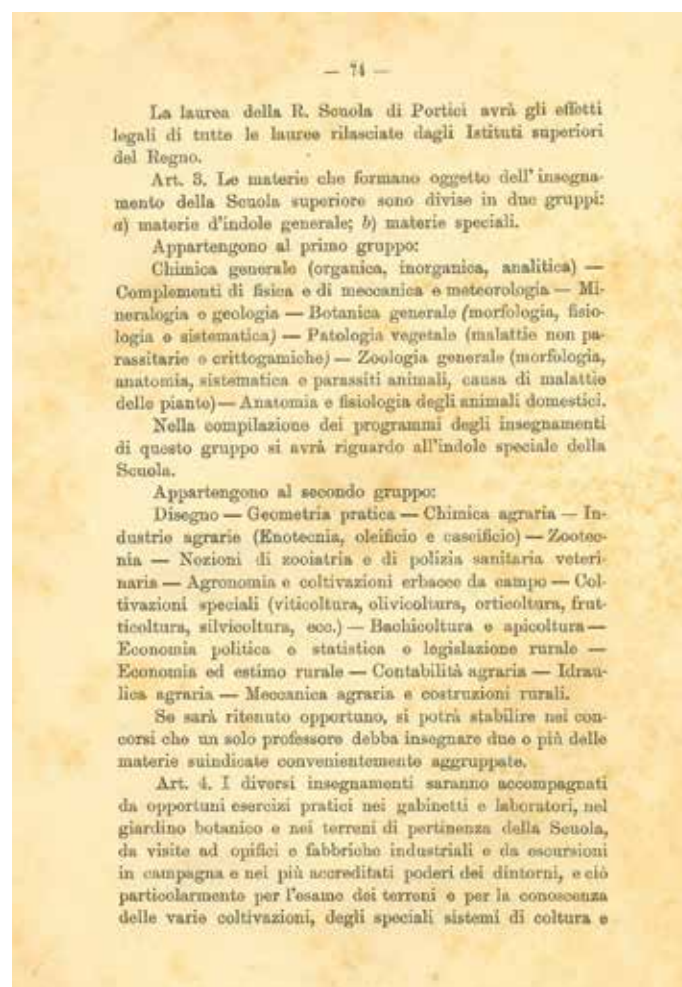 — 74 —
La laurea della R. Scuola di Portici avrà gli effetti
legali di tutte le lauree rilasciate dagli Istituti superiori
del Regno.
Art. 3. Le materie che formano oggetto dell' insegna-
mento della Scuola superiore sono divise in due gruppi:
a) materie d'indole generale; b) materie speciali.
Appartengono al primo gruppo:
Chimica generale (organica, inorganica, analitica) —
Complementi di fisica e di meccanica e meteorologia — Mi-
neralogia e geologia — Botanica generale (morfologia, fisio-
logia e sistematica) — Patologia vegetale (malattie non pa-
rassitarie e crittogamiche) — Zoologia generale (morfologia,
anatomia, sistematica e parassiti animali, causa di malattie
delle piante) — Anatomia e fisiologia degli animali domestici.
Nella compilazione dei programmi degli insegnamenti
di questo gruppo si avrà riguardo all'indole speciale della
Scuola.
Appartengono al secondo gruppo:
Disegno — Geometria pratica — Chimica agraria — In-
dustrie agrarie (Enotecnia, oleificio e caseificio) — Zootec-
nia — Nozioni di zooiatria e di polizia sanitaria veteri-
naria — Agronomia e coltivazioni erbacee da campo — Col-
tivazioni speciali (viticoltura, olivicoltura, orticoltura, frut-
ticoltura, silvicoltura, ecc.) — Bachicoltura e apicoltura —
Economia politica e statistica e legislazione rurale —
Economia ed estimo rurale — Contabilità agraria — Idrau-
lica agraria — Meccanica agraria e costruzioni rurali.
Se sarà ritenuto opportuno, si potrà stabilire nei con-
corsi che un solo professore debba insegnare due o più delle
materie suindicate convenientemente aggruppate.
Art. 4. I diversi insegnamenti saranno accompagnati
da opportuni esercizi pratici nei gabinetti e laboratori, nel
giardino botanico e nei terreni di pertinenza della Scuola,
da visite ad opifici e fabbriche industriali e da escursioni
in campagna e nei più accreditati poderi dei dintorni, e ciò
particolarmente per l'esame dei terreni e per la conoscenza
delle varie coltivazioni, degli speciali sistemi di coltura e